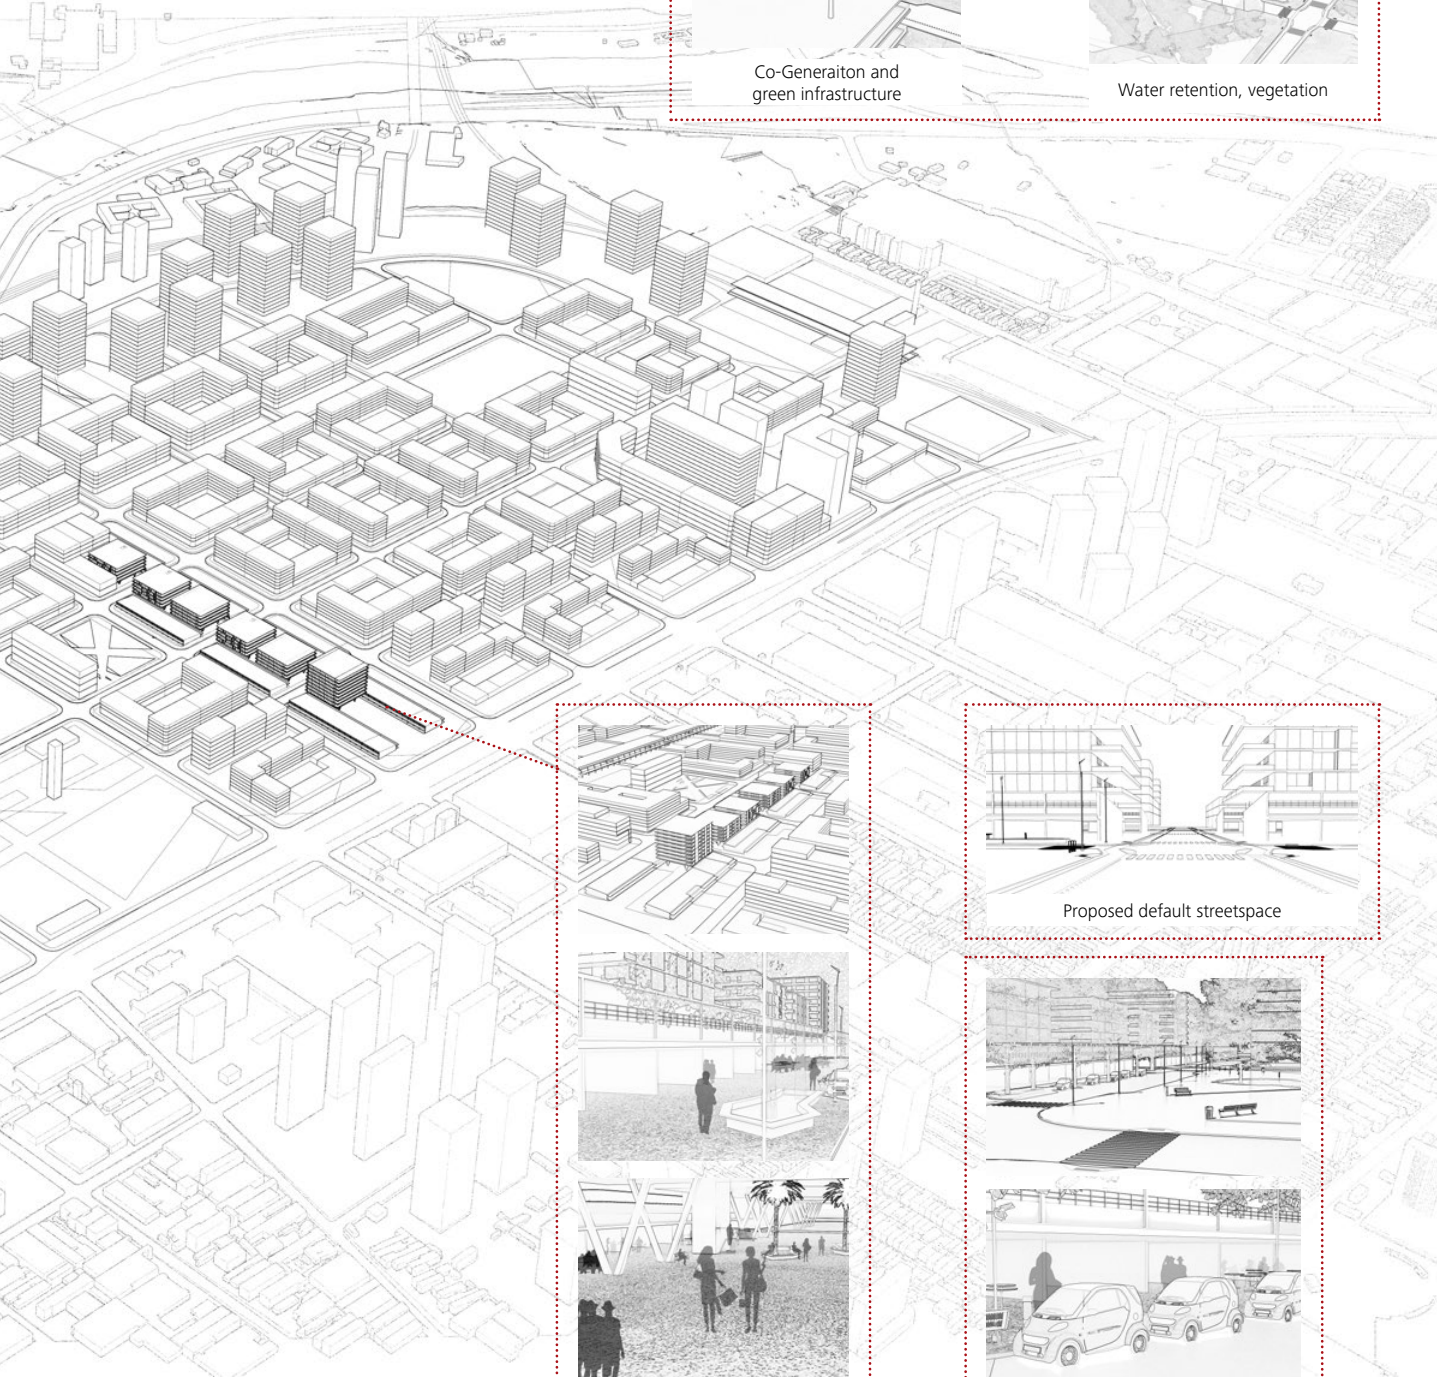 Co-Generaiton and
green infrastructure
Water retention, vegetation
Proposed default streetspace